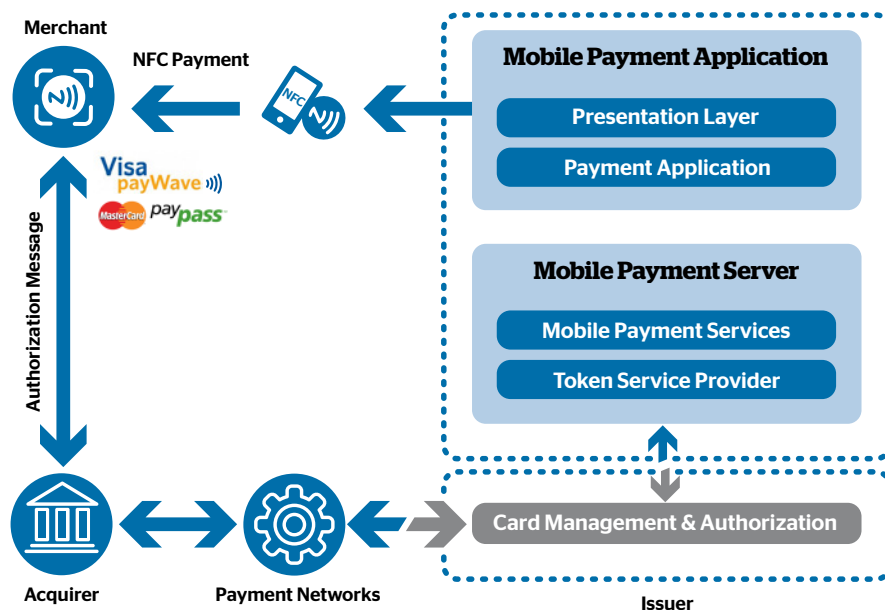 Merchant
NFC Payment
NFC
Mobile Payment Application
Presentation Layer
Payment Application
Visa
payWave
MasterCard paypass
Authorization Message
Mobile Payment Server
Mobile Payment Services
Token Service Provider
Card Management & Authorization
Acquirer
Payment Networks
Issuer